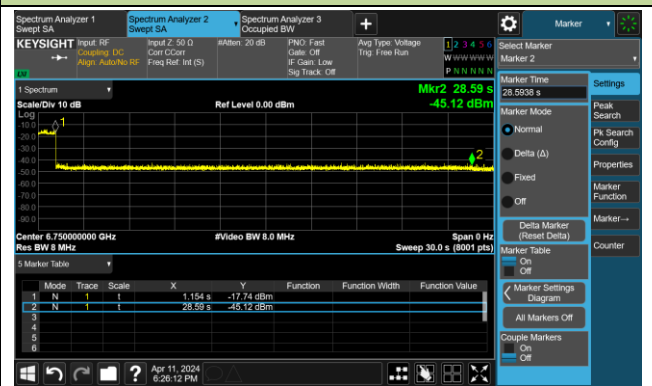 Spectrum Analyzer 1
Swept SA
Spectrum Analyzer 2
Swept SA
Spectrum Analyzer 3
Occupied BW
Marker
KEYSIGHT
Input: RF
Coupling: DC
Align: Auto/No RF
Input Z: 50 Ω
Corr CCorr
Freq Ref: Int (S)
#Atten: 20 dB
PNO: Fast
Gate: Off
IF Gain: Low
Sig Track: Off
Avg Type: Voltage
Trig: Free Run
1 2 3 4 5 6
W W W W W W
P N N N N N
Select Marker
Marker 2
1 Spectrum
Scale/Div 10 dB
Ref Level 0.00 dBm
Mkr2 28.59 s
-45.12 dBm
Log
-10.0
-20.0
-30.0
-40.0
-50.0
-60.0
-70.0
-80.0
-90.0
1
2
Center 6.750000000 GHz
Res BW 8 MHz
#Video BW 8.0 MHz
Span 0 Hz
Sweep 30.0 s (8001 pts)
5 Marker Table
Mode Trace Scale X Y Function Function Width Function Value
1 N 1 t 1.154 s -17.74 dBm
2 N 1 t 28.59 s -45.12 dBm
3
4
5
6
Marker Time
28.5938 s
Marker Mode
Normal
Delta (Δ)
Fixed
Off
Delta Marker
(Reset Delta)
Marker Table
On
Off
Marker Settings
Diagram
All Markers Off
Couple Markers
On
Off
Settings
Peak
Search
Pk Search
Config
Properties
Marker
Function
Marker→
Counter
?
Apr 11, 2024
6:26:12 PM